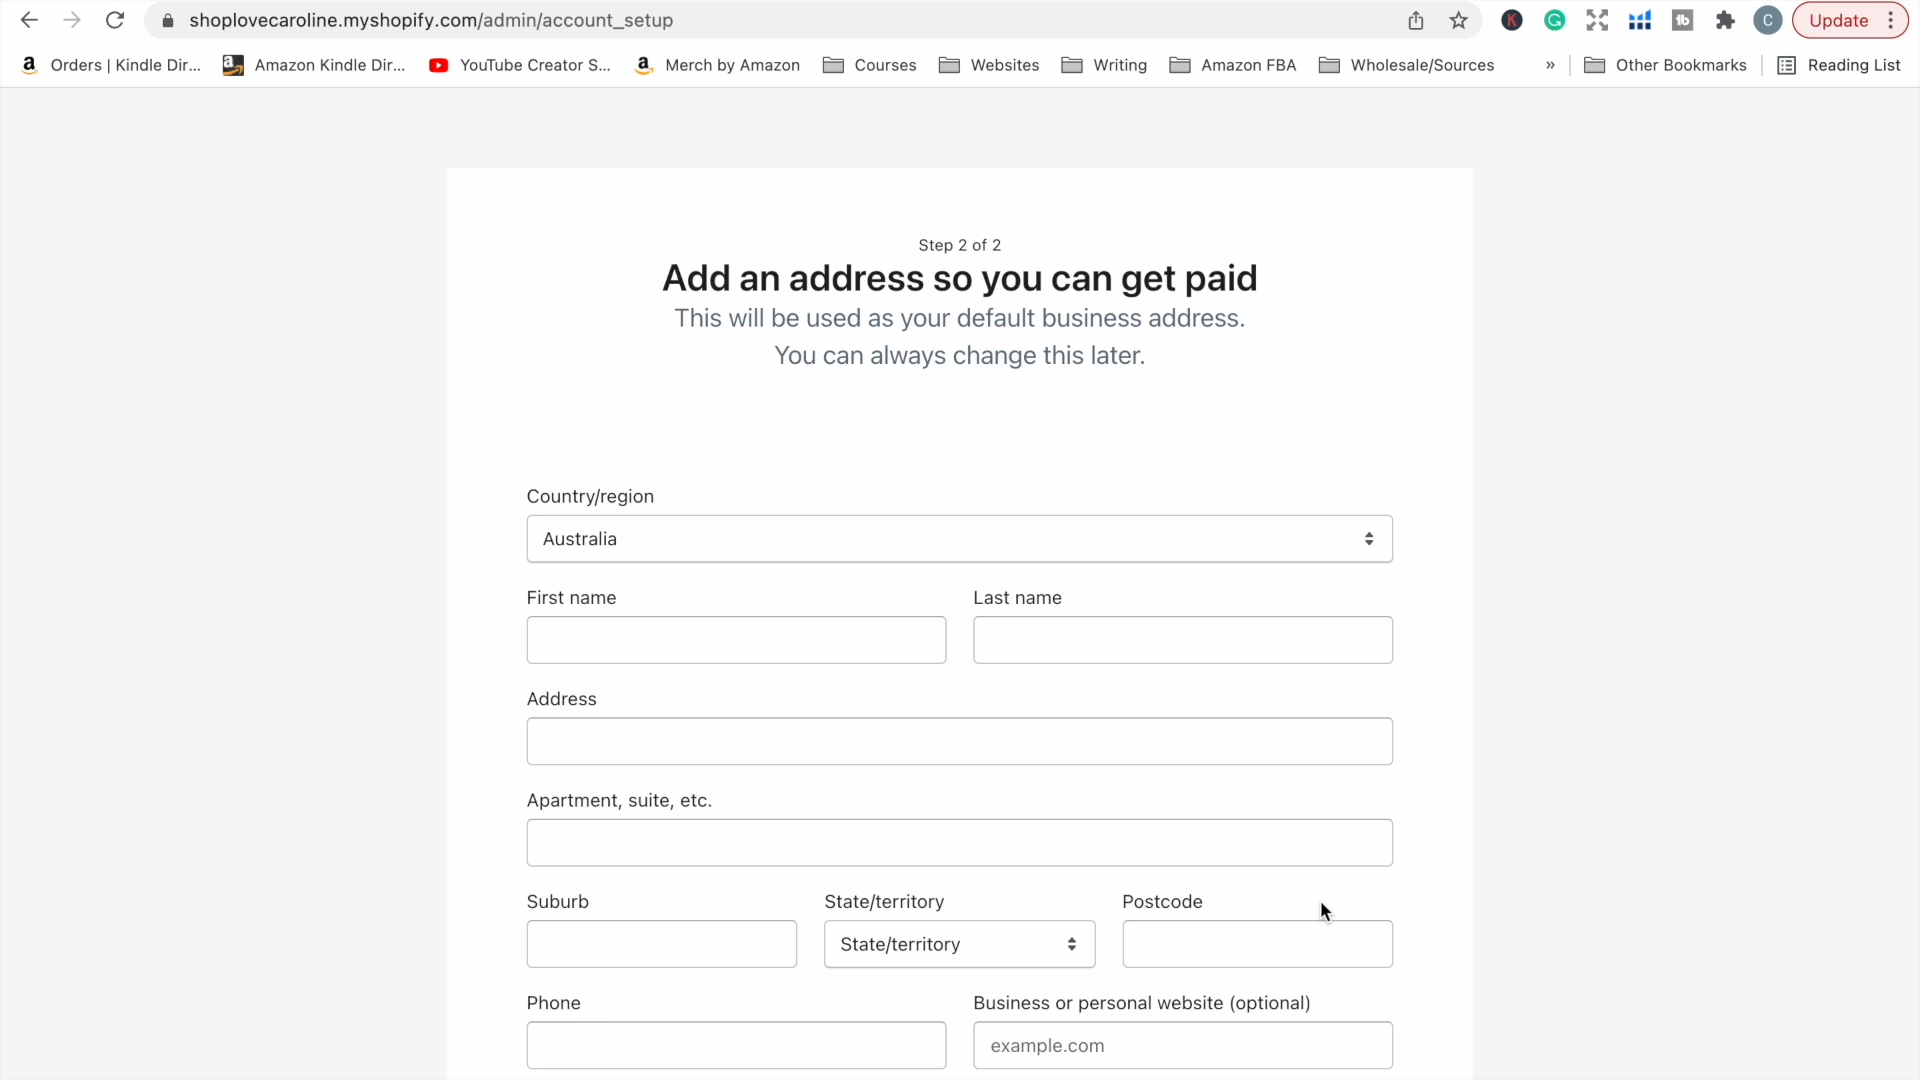 shoplovecaroline.myshopify.com/admin/account_setup
C
Update
Orders | Kindle Dir...
Amazon Kindle Dir...
YouTube Creator S...
Merch by Amazon
Courses
Websites
Writing
Amazon FBA
Wholesale/Sources
»
Other Bookmarks
Reading List
Step 2 of 2
Add an address so you can get paid
This will be used as your default business address.
You can always change this later.
Country/region
Australia
First name
Last name
Address
Apartment, suite, etc.
Suburb
State/territory
Postcode
State/territory
Phone
Business or personal website (optional)
example.com